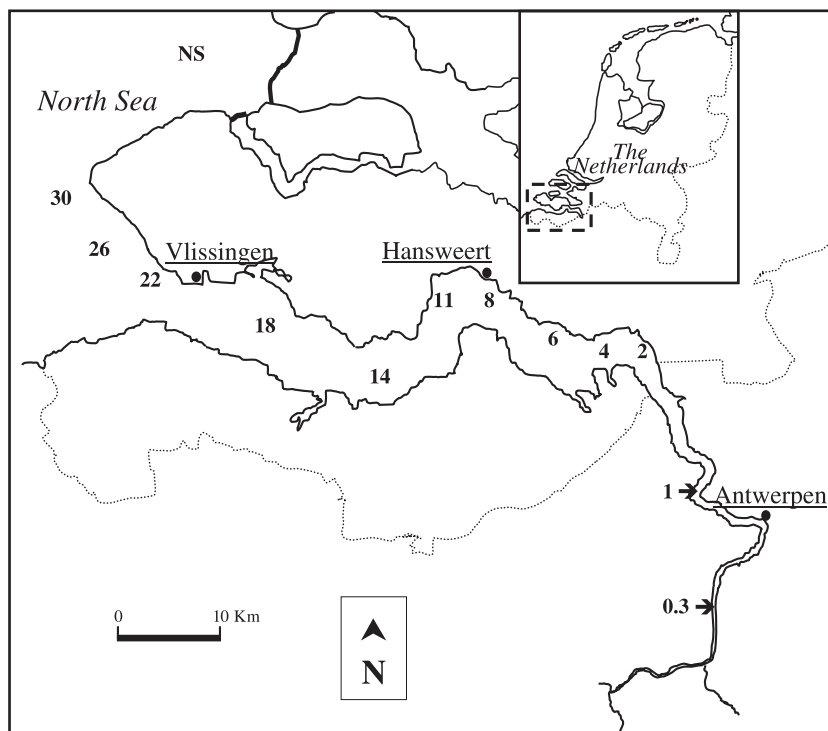 NS
North Sea
The
Netherlands
30
26
Vlissingen
22
Hansweert
11
8
18
6
4
2
14
1
Antwerpen
0.3
0
10 Km
N